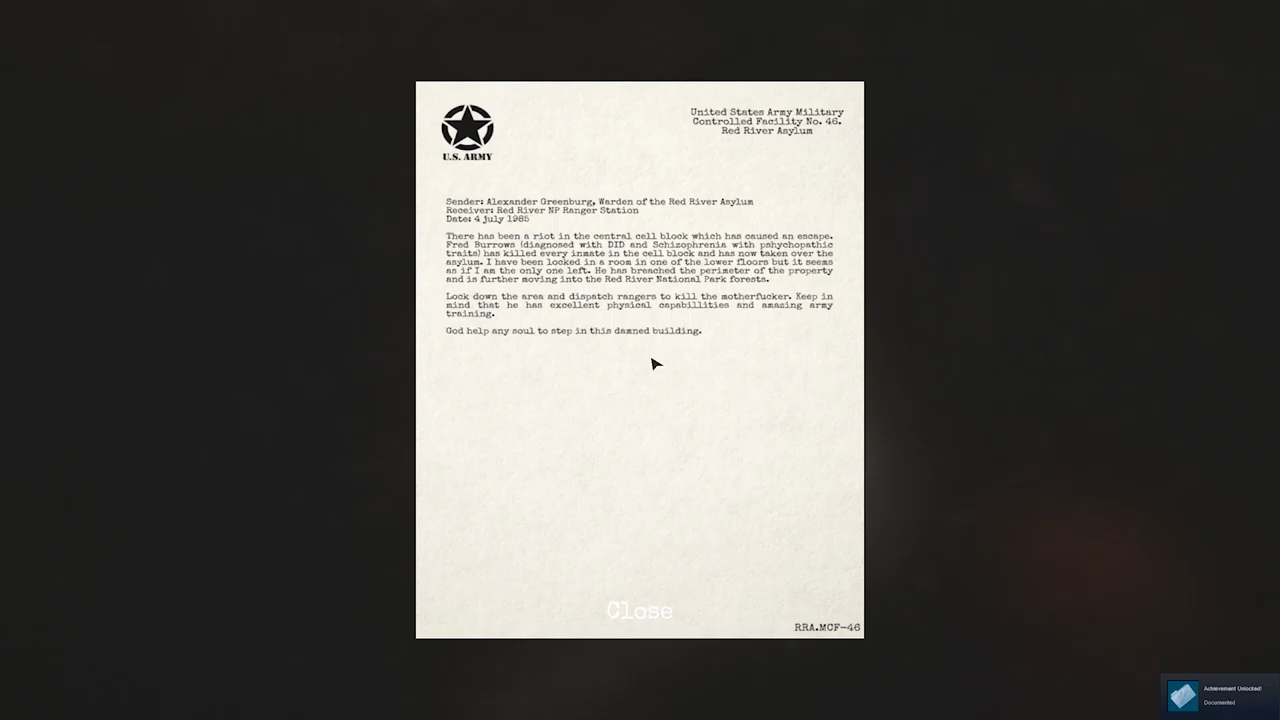 United States Army Military
Controlled Facility No. 46.
Red River Asylum
U.S. ARMY
Sender: Alexander Greenburg, Warden of the Red River Asylum
Receiver: Red River NP Ranger Station
Date: 4 july 1985
There has been a riot in the central cell block which has caused an escape.
Fred Burrows (diagnosed with DID and Schizophrenia with pshychopathic
traits) has killed every inmate in the cell block and has now taken over the
asylum. I have been locked in a room in one of the lower floors but it seems
as if I am the only one left. He has breached the perimeter of the property
and is further moving into the Red River National Park forests.
Lock down the area and dispatch rangers to kill the motherfucker. Keep in
mind that he has excellent physical capabillities and amazing army
training.
God help any soul to step in this damned building.
Close
RRA.MCF-46
Achievement Unlocked!
Documented